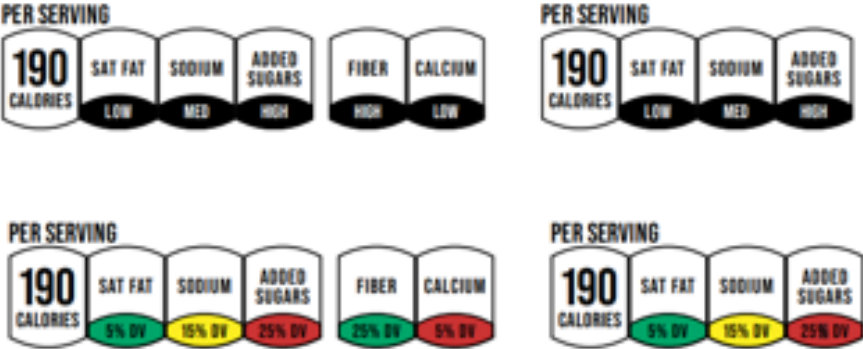 PER SERVING
190 CALORIES
SAT FAT LOW
SODIUM MED
ADDED SUGARS HIGH
FIBER HIGH
CALCIUM LOW
PER SERVING
190 CALORIES
SAT FAT LOW
SODIUM MED
ADDED SUGARS HIGH
PER SERVING
190 CALORIES
SAT FAT 5% DV
SODIUM 15% DV
ADDED SUGARS 25% DV
FIBER 25% DV
CALCIUM 5% DV
PER SERVING
190 CALORIES
SAT FAT 5% DV
SODIUM 15% DV
ADDED SUGARS 25% DV